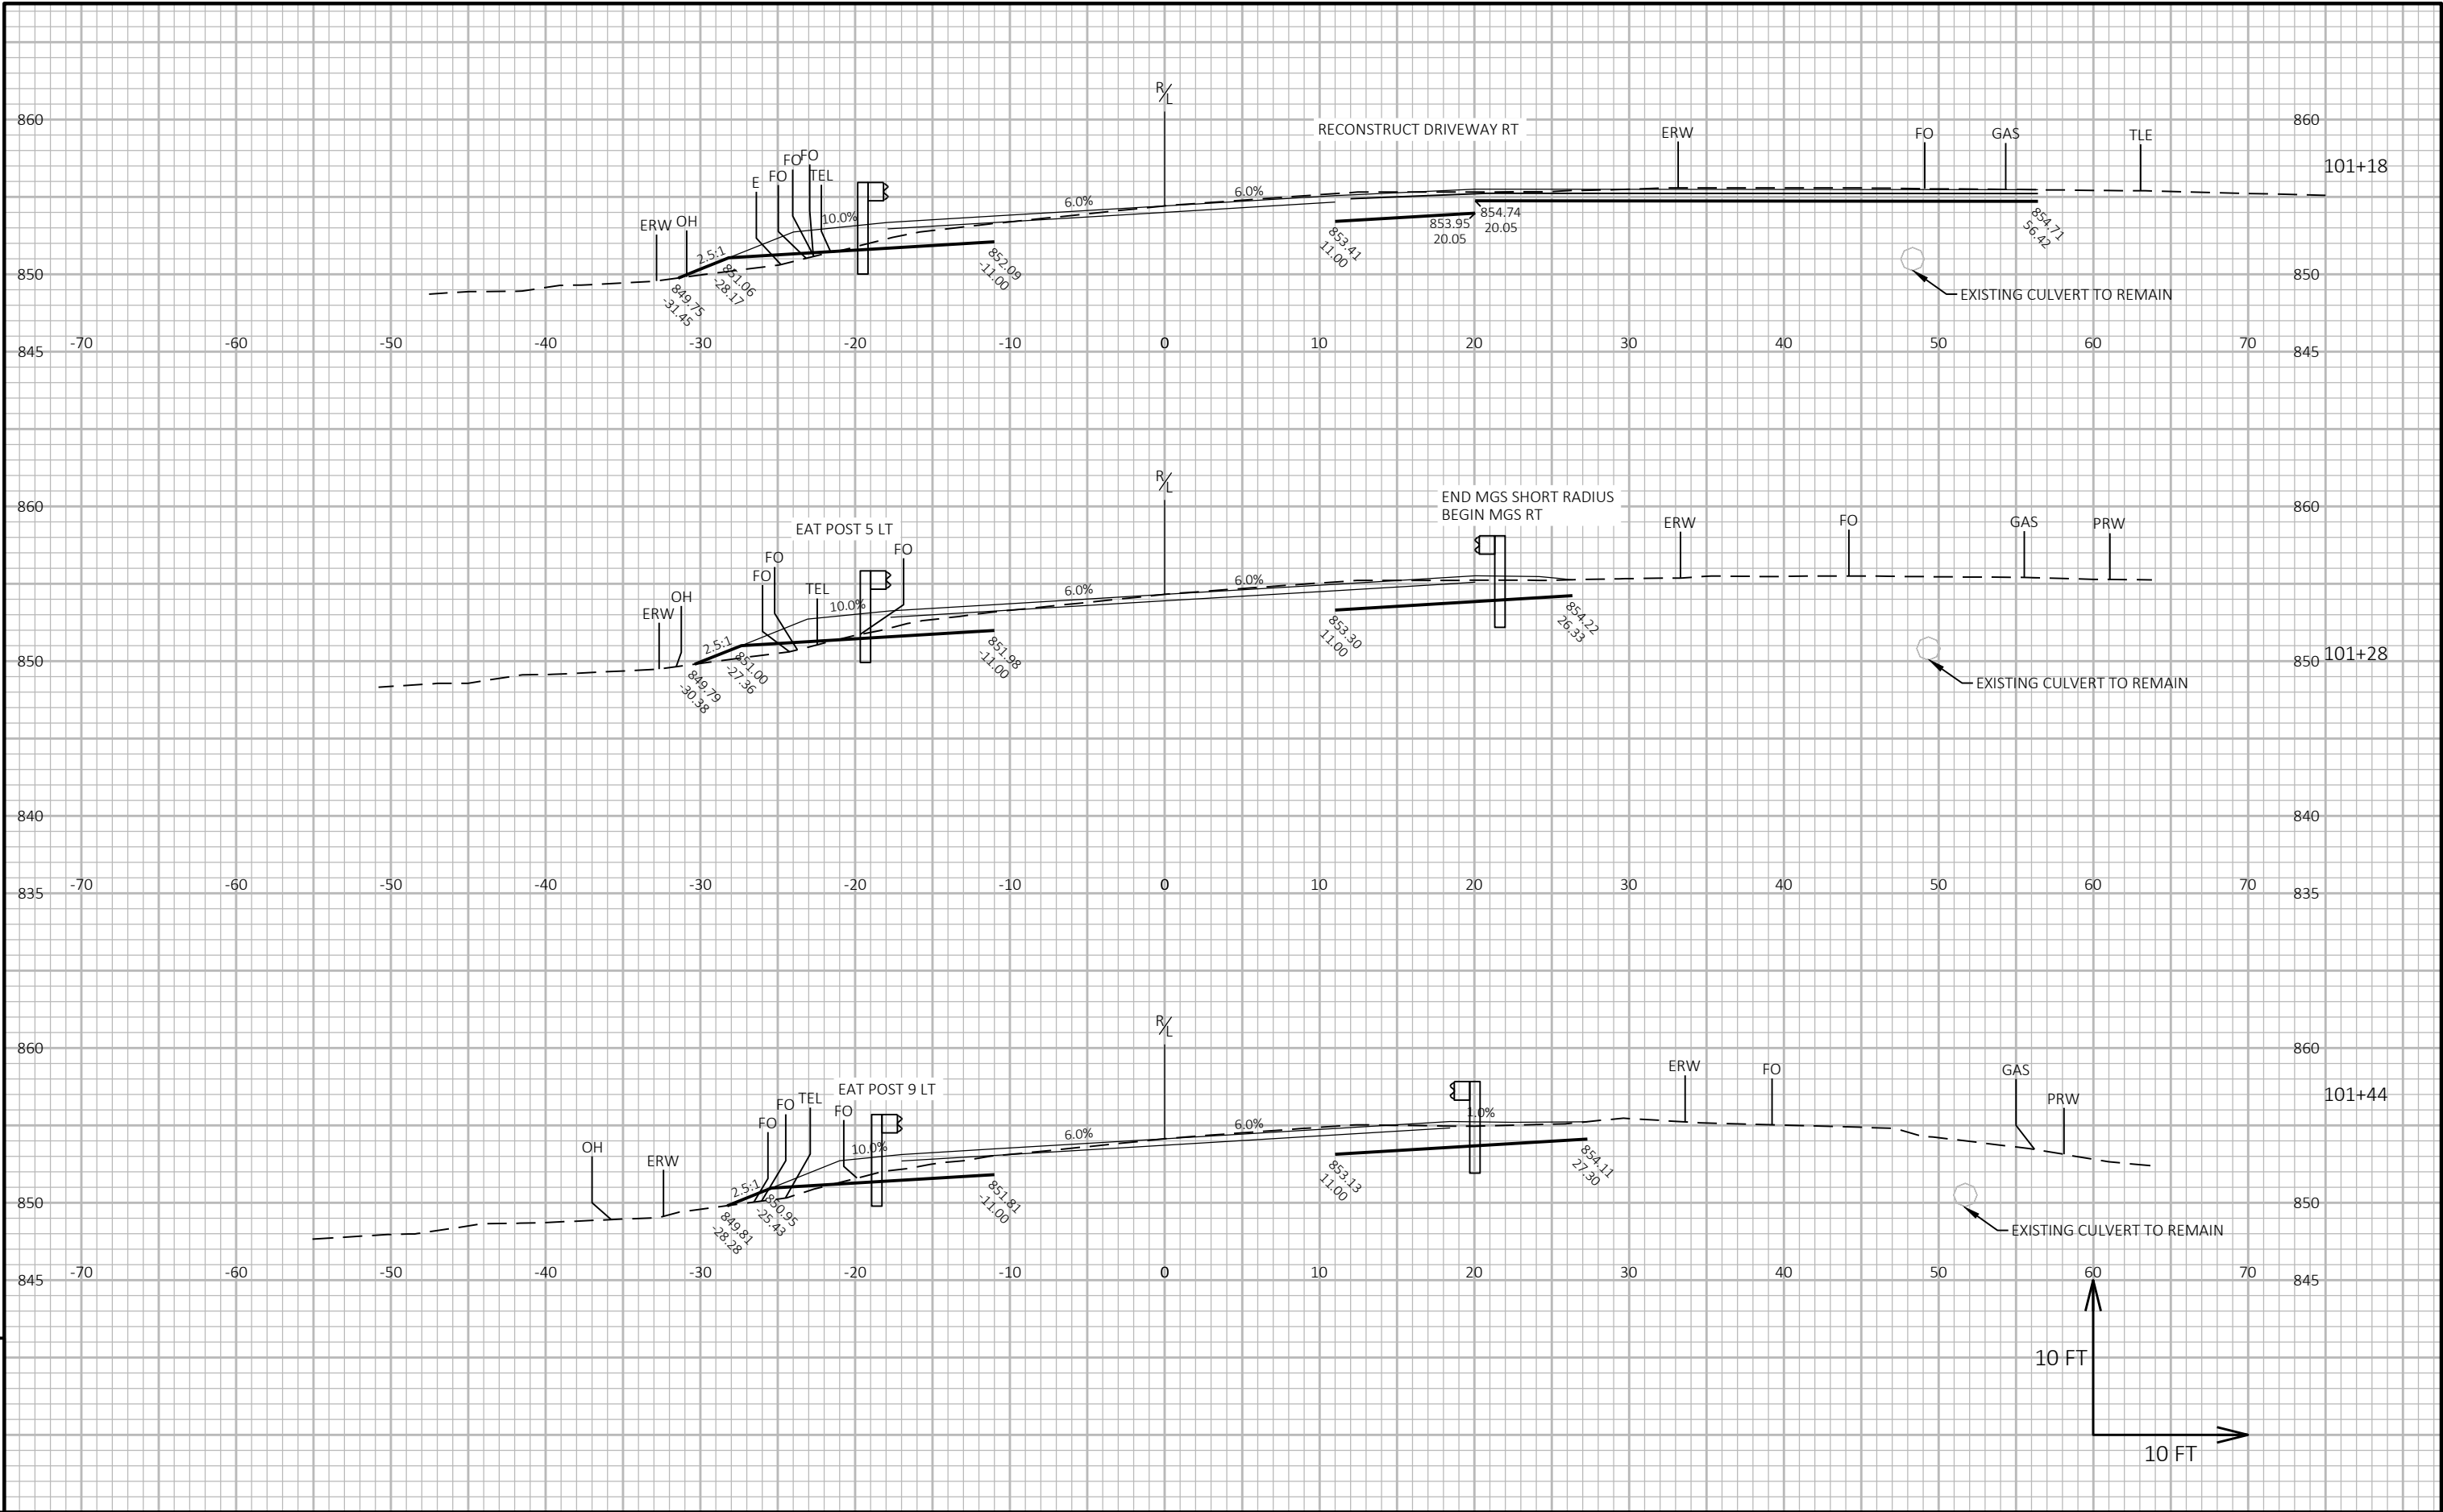 R/L
860
RECONSTRUCT DRIVEWAY RT
ERW
FO
GAS
TLE
860
101+18
E
FO
FO
FO
TEL
ERW
OH
10.0%
6.0%
6.0%
2.5:1
849.75
-31.45
851.06
-28.17
852.09
-11.00
853.41
11.00
853.95
20.05
854.74
20.05
854.71
56.42
850
850
EXISTING CULVERT TO REMAIN
845
-70
-60
-50
-40
-30
-20
-10
0
10
20
30
40
50
60
70
845
R/L
860
END MGS SHORT RADIUS
BEGIN MGS RT
EAT POST 5 LT
ERW
FO
GAS
PRW
860
FO
FO
FO
TEL
OH
ERW
10.0%
6.0%
6.0%
2.5:1
849.79
-30.38
851.00
-27.36
851.98
-11.00
853.30
11.00
854.22
26.33
850
850
101+28
EXISTING CULVERT TO REMAIN
840
840
835
-70
-60
-50
-40
-30
-20
-10
0
10
20
30
40
50
60
70
835
R/L
860
860
EAT POST 9 LT
ERW
FO
GAS
PRW
101+44
OH
ERW
FO
FO
TEL
FO
10.0%
6.0%
6.0%
1.0%
2.5:1
849.81
-28.28
850.95
-25.43
851.81
-11.00
853.13
11.00
854.11
27.30
850
850
EXISTING CULVERT TO REMAIN
845
-70
-60
-50
-40
-30
-20
-10
0
10
20
30
40
50
60
70
845
10 FT
10 FT